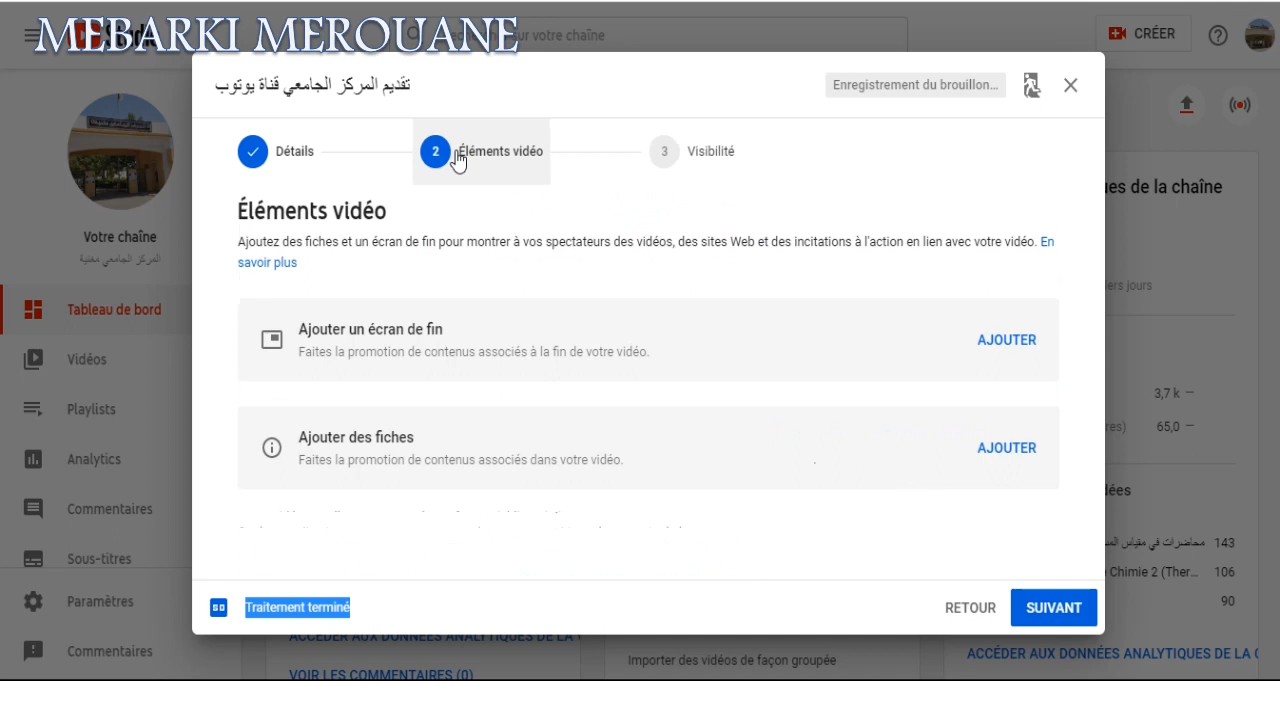 MEBARKI MEROUANE
sur votre chaîne
CRÉER
تقديم المركز الجامعي قناة يوتوب
Enregistrement du brouillon...
Détails
2
Éléments vidéo
3
Visibilité
Éléments vidéo
Ajoutez des fiches et un écran de fin pour montrer à vos spectateurs des vidéos, des sites Web et des incitations à l'action en lien avec votre vidéo. En
savoir plus
Ajouter un écran de fin
Faites la promotion de contenus associés à la fin de votre vidéo.
AJOUTER
Ajouter des fiches
Faites la promotion de contenus associés dans votre vidéo.
AJOUTER
SD
Traitement terminé
RETOUR
SUIVANT
Votre chaîne
المركز الجامعي مغنية
Tableau de bord
Vidéos
Playlists
Analytics
Commentaires
Sous-titres
Paramètres
Commentaires
ues de la chaîne
ers jours
3,7 k —
res)
65,0 —
dées
محاضرات في مقياس
143
Chimie 2 (Ther...
106
90
ACCÉDER AUX DONNÉES ANALYTIQUES DE LA
VOIR LES COMMENTAIRES (0)
Importer des vidéos de façon groupée
ACCÉDER AUX DONNÉES ANALYTIQUES DE LA